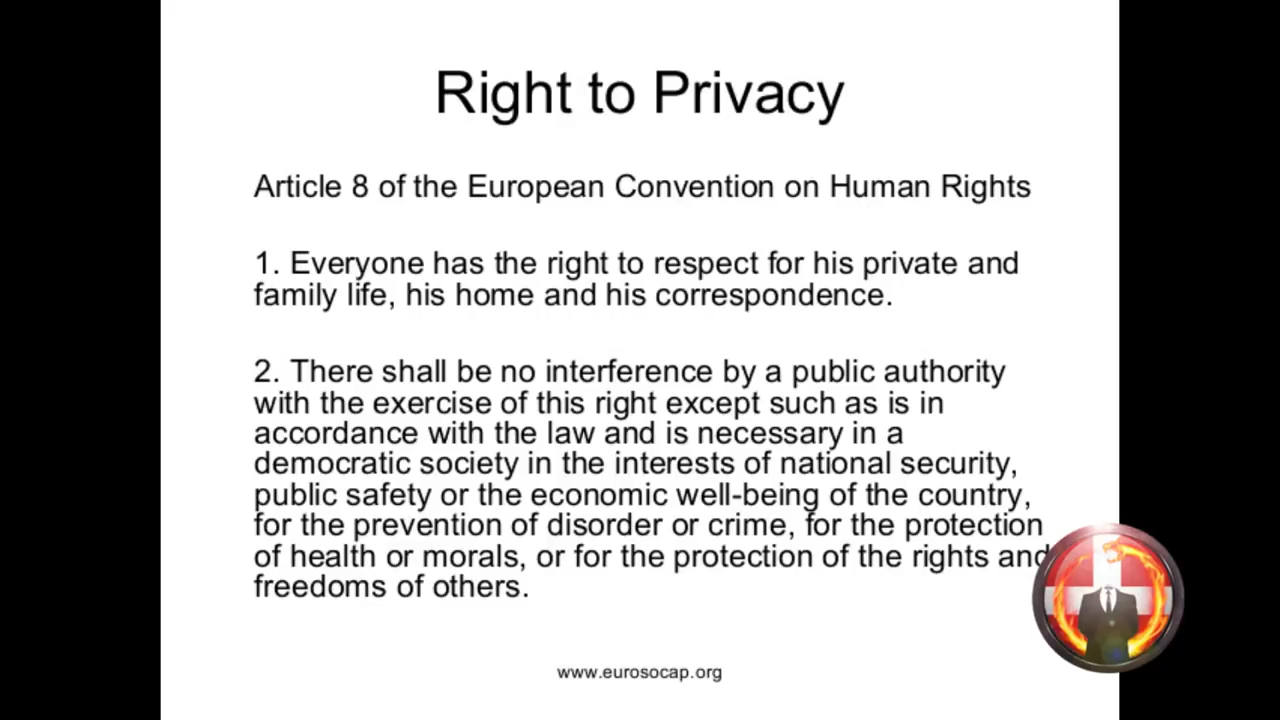 Right to Privacy
Article 8 of the European Convention on Human Rights
1. Everyone has the right to respect for his private and
family life, his home and his correspondence.
2. There shall be no interference by a public authority
with the exercise of this right except such as is in
accordance with the law and is necessary in a
democratic society in the interests of national security,
public safety or the economic well-being of the country,
for the prevention of disorder or crime, for the protection
of health or morals, or for the protection of the rights and
freedoms of others.
www.eurosocap.org